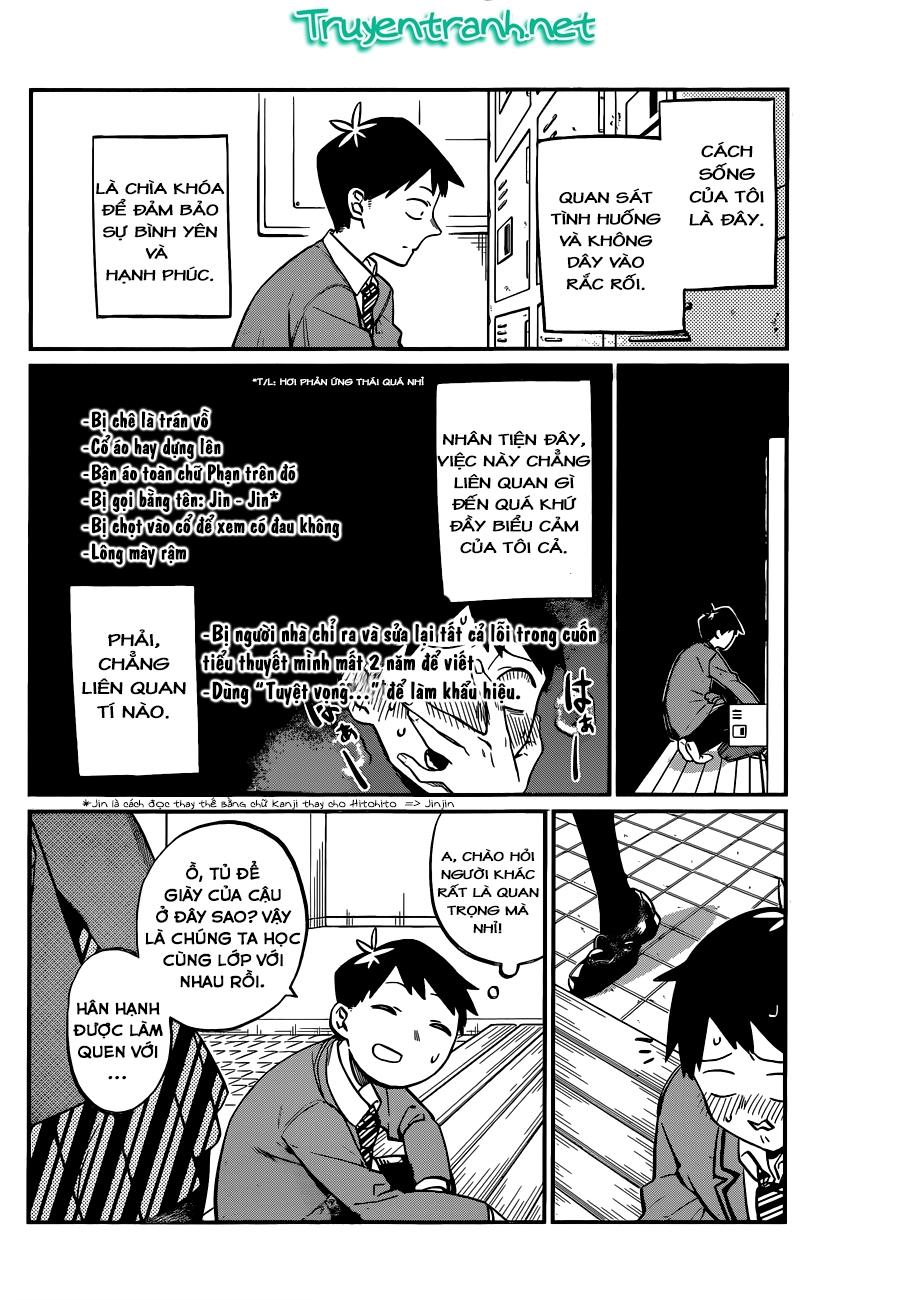 Truyentranh.net
CÁCH
SỐNG
CỦA TÔI
LÀ ĐÂY.
QUAN SÁT
TÌNH HUỐNG
VÀ KHÔNG
DÂY VÀO
RẮC RỐI.
LÀ CHÌA KHÓA
ĐỂ ĐẢM BẢO
SỰ BÌNH YÊN
VÀ
HẠNH PHÚC.
*T/L: HƠI PHẢN ỨNG THÁI QUÁ NHỈ
NHÂN TIỆN ĐÂY,
VIỆC NÀY CHẲNG
LIÊN QUAN GÌ
ĐẾN QUÁ KHỨ
ĐẦY BIỂU CẢM
CỦA TÔI CẢ.
-Bị chê là trán vồ
-Cổ áo hay dựng lên
-Bận áo toàn chữ Phạn trên đó
-Bị gọi bằng tên: Jin - Jin*
-Bị chọt vào cổ để xem có đau không
-Lông mày rậm
-Bị người nhà chỉ ra và sửa lại tất cả lỗi trong cuốn
tiểu thuyết mình mất 2 năm để viết
-Dùng “Tuyệt vọng...” để làm khẩu hiệu.
はぁー
はぁー
PHẢI,
CHẲNG
LIÊN QUAN
TÍ NÀO.
*Jin là cách đọc thay thế bằng chữ Kanji thay cho Hitohito => Jinjin
A, CHÀO HỎI
NGƯỜI KHÁC
RẤT LÀ QUAN
TRỌNG MÀ
NHỈ!
Ồ, TỦ ĐỂ
GIÀY CỦA CẬU
Ở ĐÂY SAO? VẬY
LÀ CHÚNG TA HỌC
CÙNG LỚP VỚI
NHAU RỒI.
HÂN HẠNH
ĐƯỢC LÀM
QUEN VỚI
...